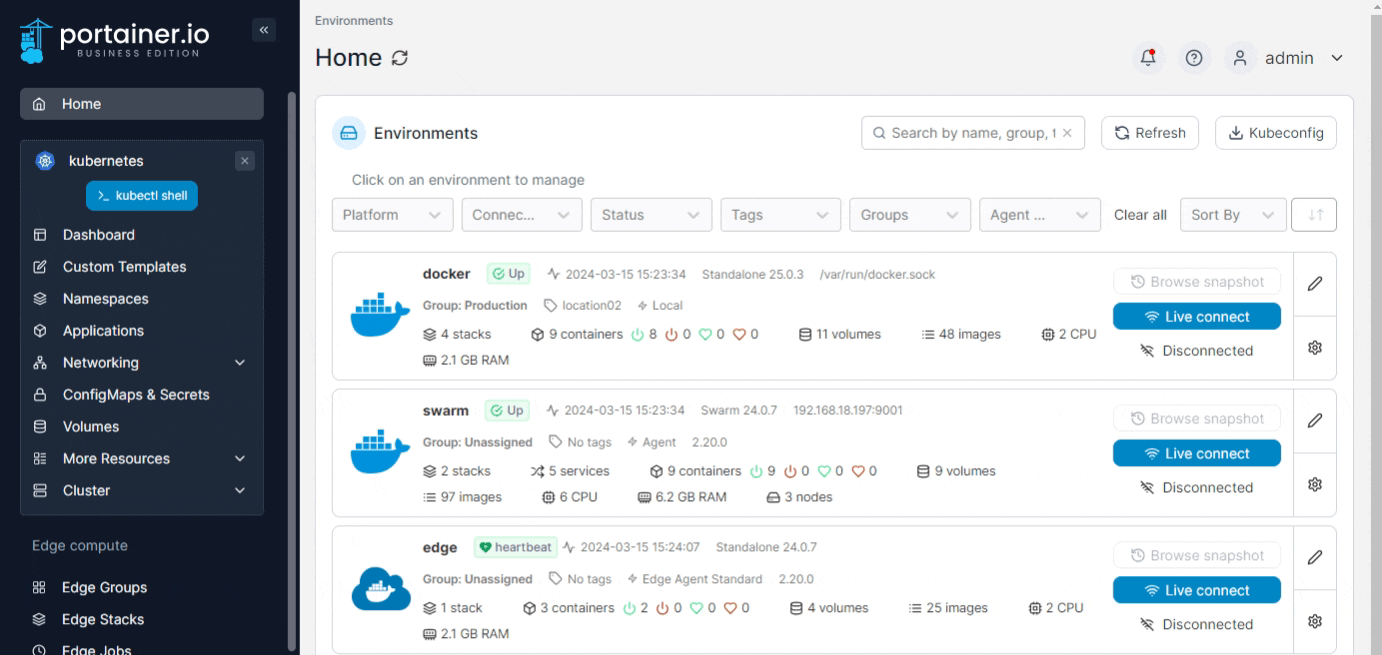 portainer.io
BUSINESS EDITION
«
Home
kubernetes
>_ kubectl shell
Dashboard
Custom Templates
Namespaces
Applications
Networking
ConfigMaps & Secrets
Volumes
More Resources
Cluster
Edge compute
Edge Groups
Edge Stacks
Edge Jobs
Environments
Home
admin
Environments
Search by name, group, t
Refresh
Kubeconfig
Click on an environment to manage
Platform Connec... Status Tags Groups Agent ... Clear all Sort By
docker Up 2024-03-15 15:23:34 Standalone 25.0.3 /var/run/docker.sock
Group: Production location02 Local
4 stacks 9 containers 8 0 0 0 11 volumes 48 images 2 CPU
2.1 GB RAM
Browse snapshot
Live connect
Disconnected
swarm Up 2024-03-15 15:23:34 Swarm 24.0.7 192.168.18.197:9001
Group: Unassigned No tags Agent 2.20.0
2 stacks 5 services 9 containers 9 0 0 0 9 volumes
97 images 6 CPU 6.2 GB RAM 3 nodes
Browse snapshot
Live connect
Disconnected
edge heartbeat 2024-03-15 15:24:07 Standalone 24.0.7
Group: Unassigned No tags Edge Agent Standard 2.20.0
1 stack 3 containers 2 0 0 0 4 volumes 25 images 2 CPU
2.1 GB RAM
Browse snapshot
Live connect
Disconnected